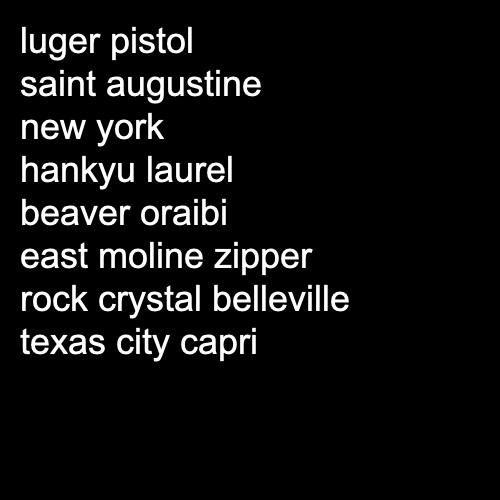 luger pistol
saint augustine
new york
hankyu laurel
beaver oraibi
east moline zipper
rock crystal belleville
texas city capri